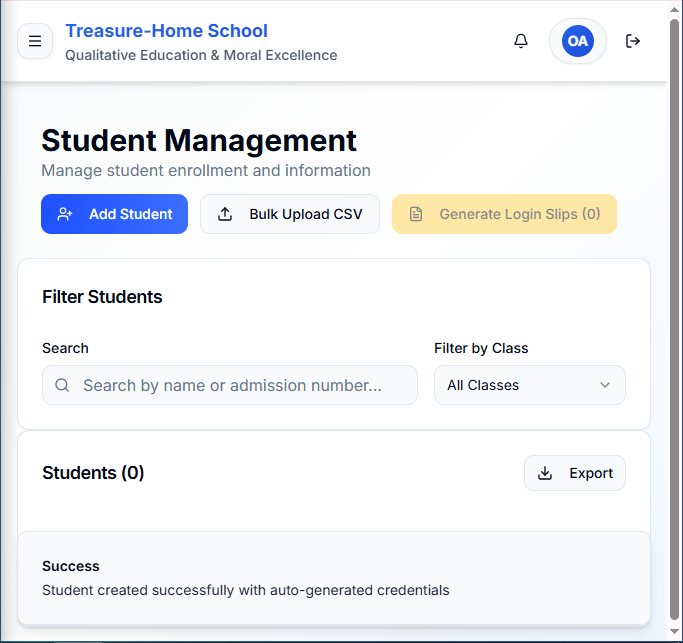 Treasure-Home School
Qualitative Education & Moral Excellence
OA
Student Management
Manage student enrollment and information
Add Student
Bulk Upload CSV
Generate Login Slips (0)
Filter Students
Search
Filter by Class
Search by name or admission number...
All Classes
Students (0)
Export
Success
Student created successfully with auto-generated credentials